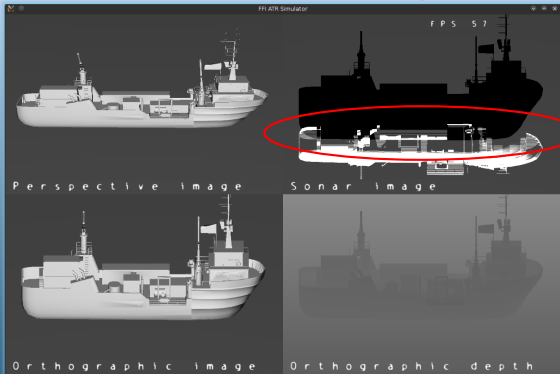 FFI ATR Simulator
FPS 57
Perspective image
Sonar image
Orthographic image
Orthographic depth